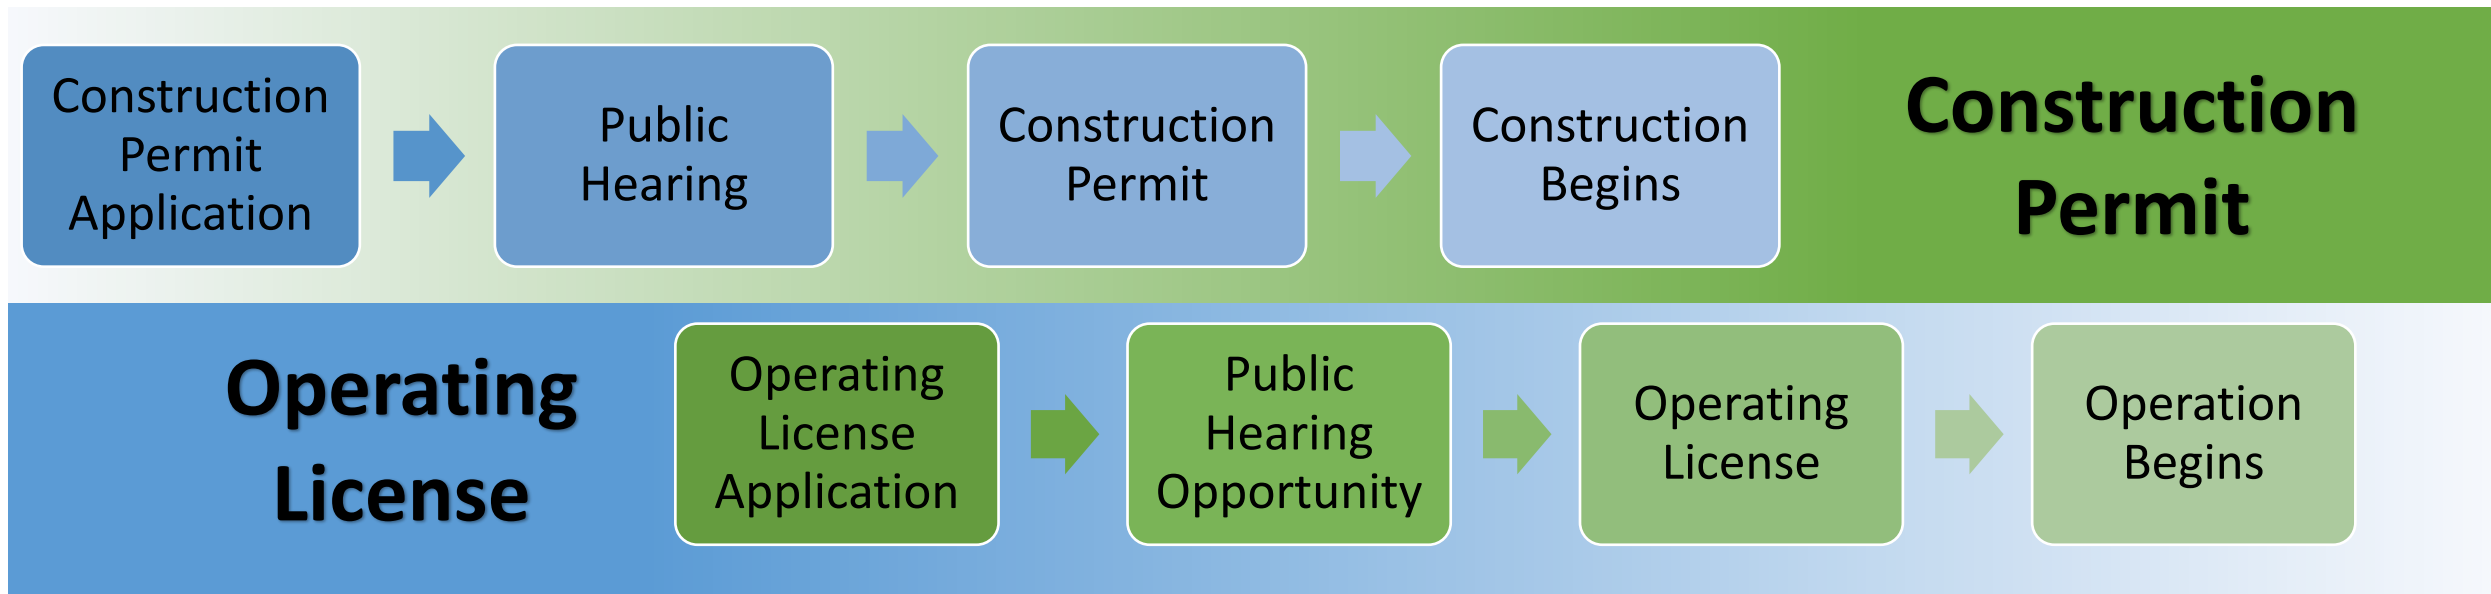 Construction
Permit
Application
Public
Hearing
Construction
Permit
Construction
Begins
Construction
Permit
Operating
License
Operating
License
Application
Public
Hearing
Opportunity
Operating
License
Operation
Begins